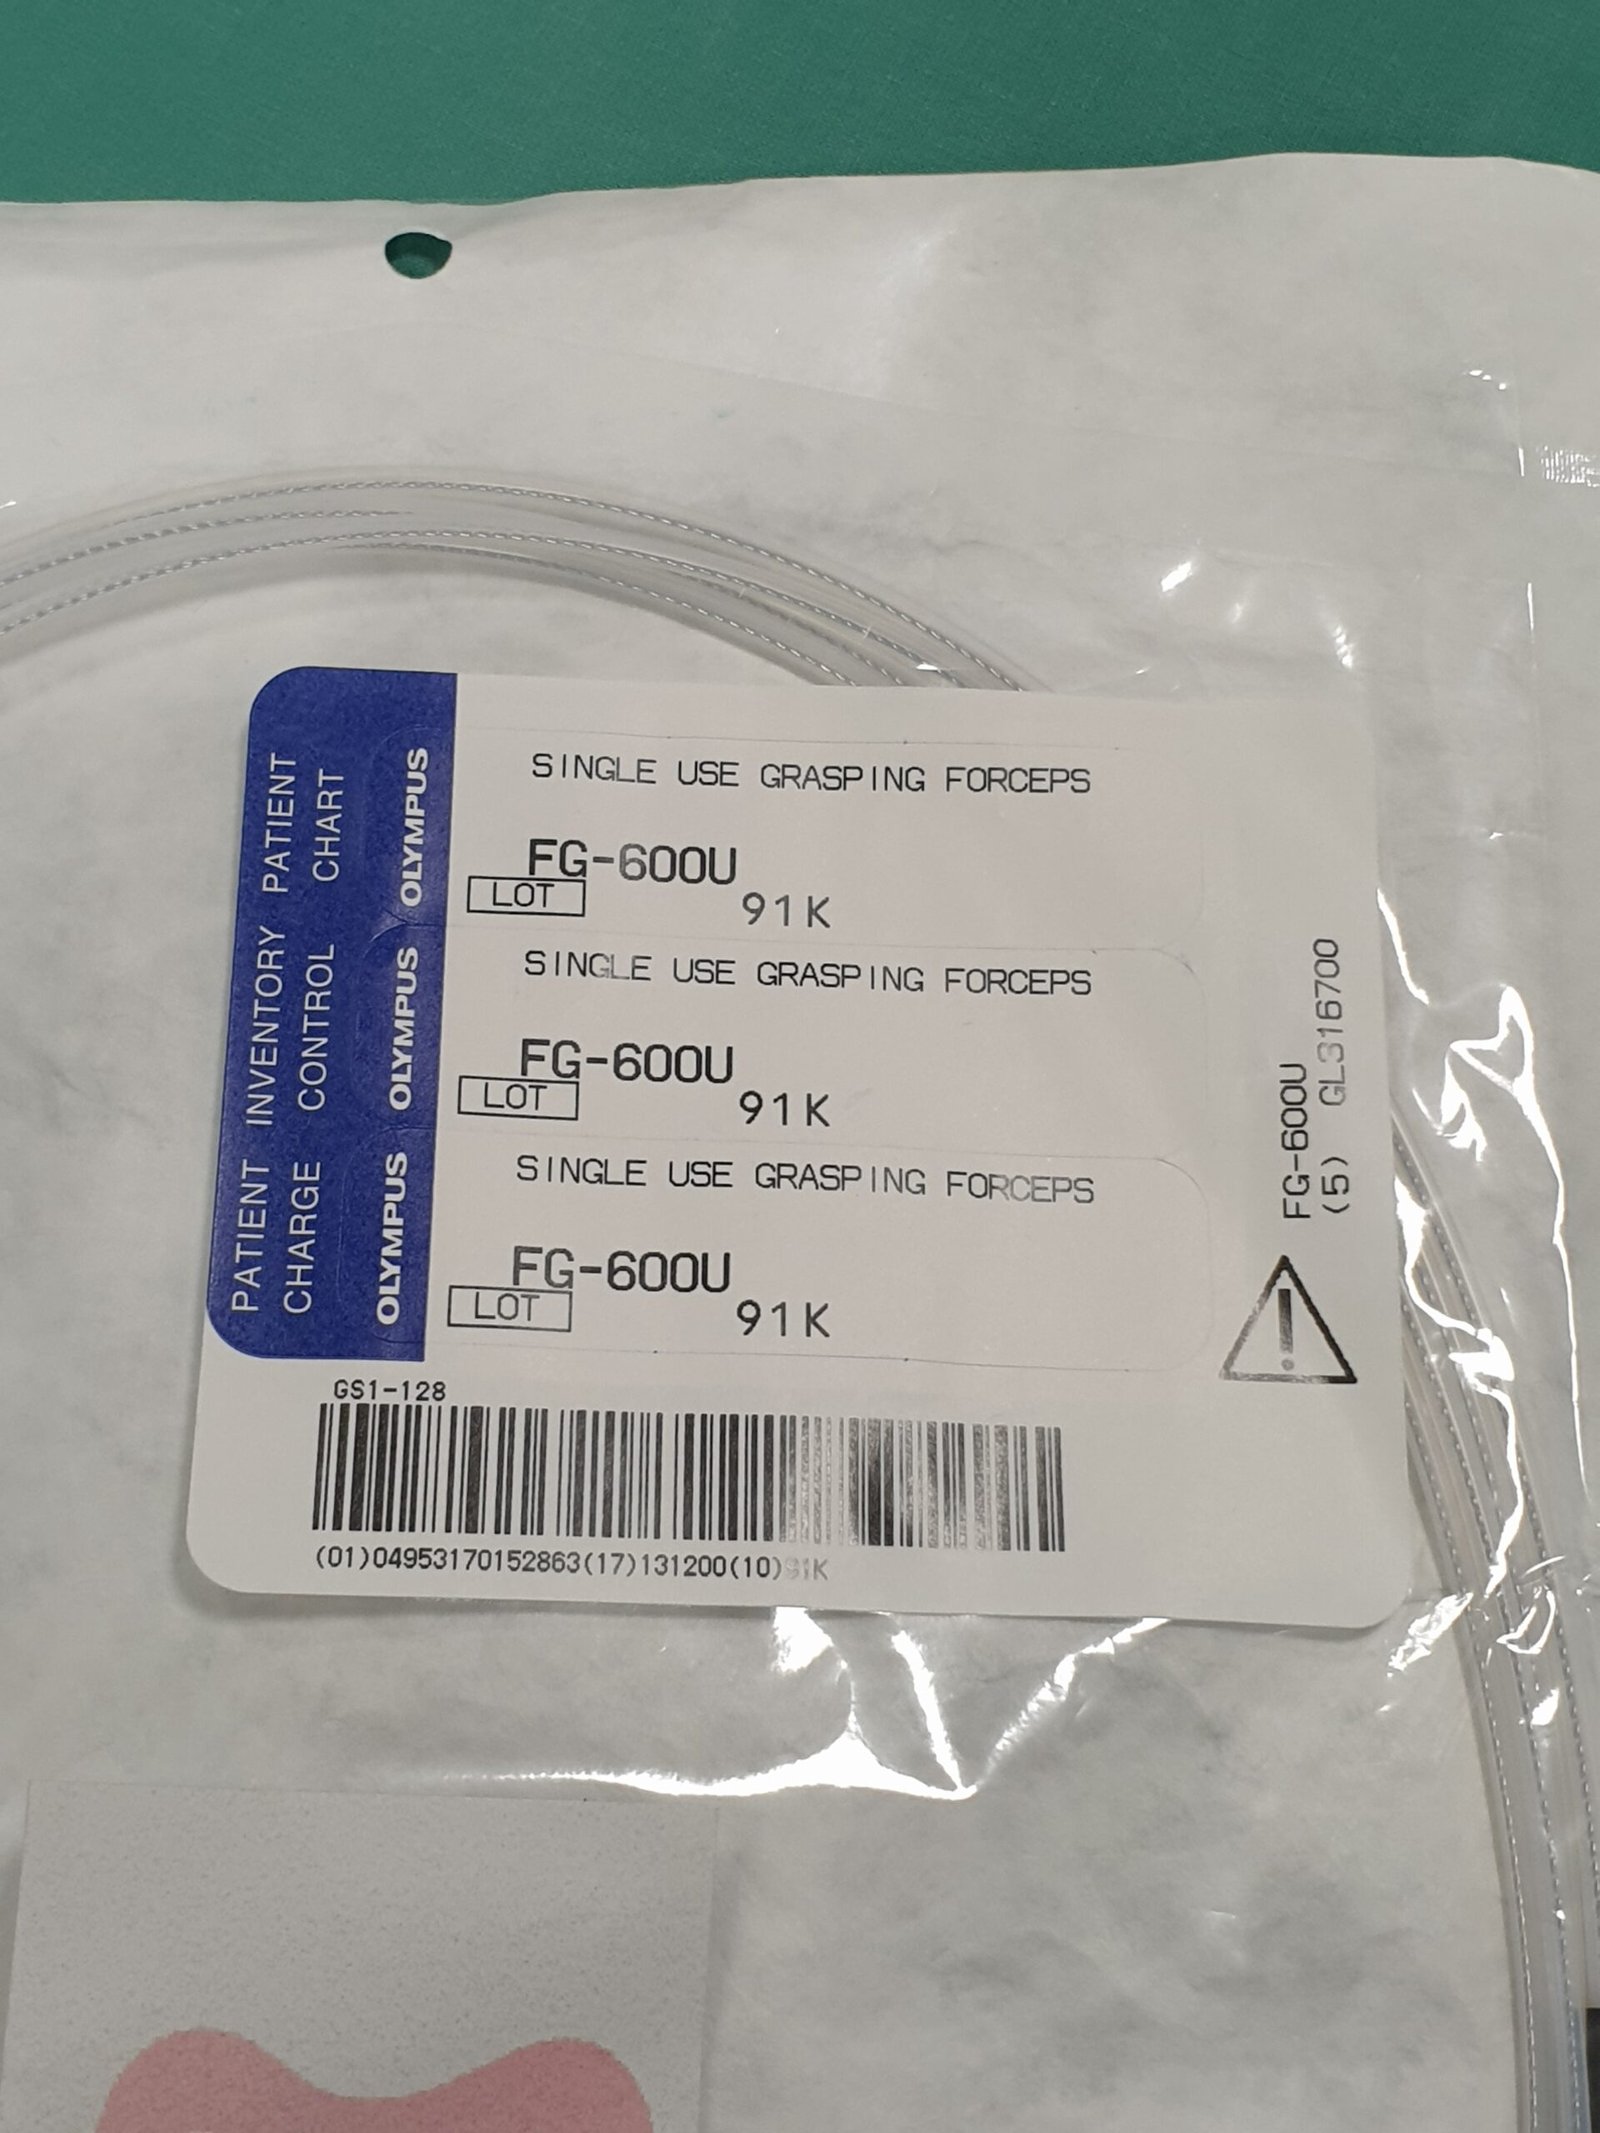 PATIENT INVENTORY PATIENT
CHARGE CONTROL CHART
OLYMPUS
SINGLE USE GRASPING FORCEPS
FG-600U
LOT 91K
OLYMPUS
SINGLE USE GRASPING FORCEPS
FG-600U
LOT 91K
OLYMPUS
SINGLE USE GRASPING FORCEPS
FG-600U
LOT 91K
FG-600U
(5) GL316700
GS1-128
(01)04953170152863(17)131200(10)91K